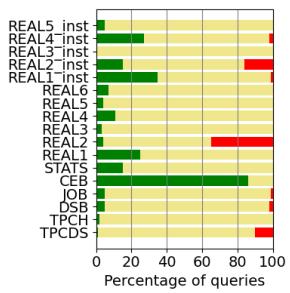 REAL5_inst
REAL4_inst
REAL3_inst
REAL2_inst
REAL1_inst
REAL6
REAL5
REAL4
REAL3
REAL2
REAL1
STATS
CEB
JOB
DSB
TPCH
TPCDS
0 20 40 60 80 100
Percentage of queries